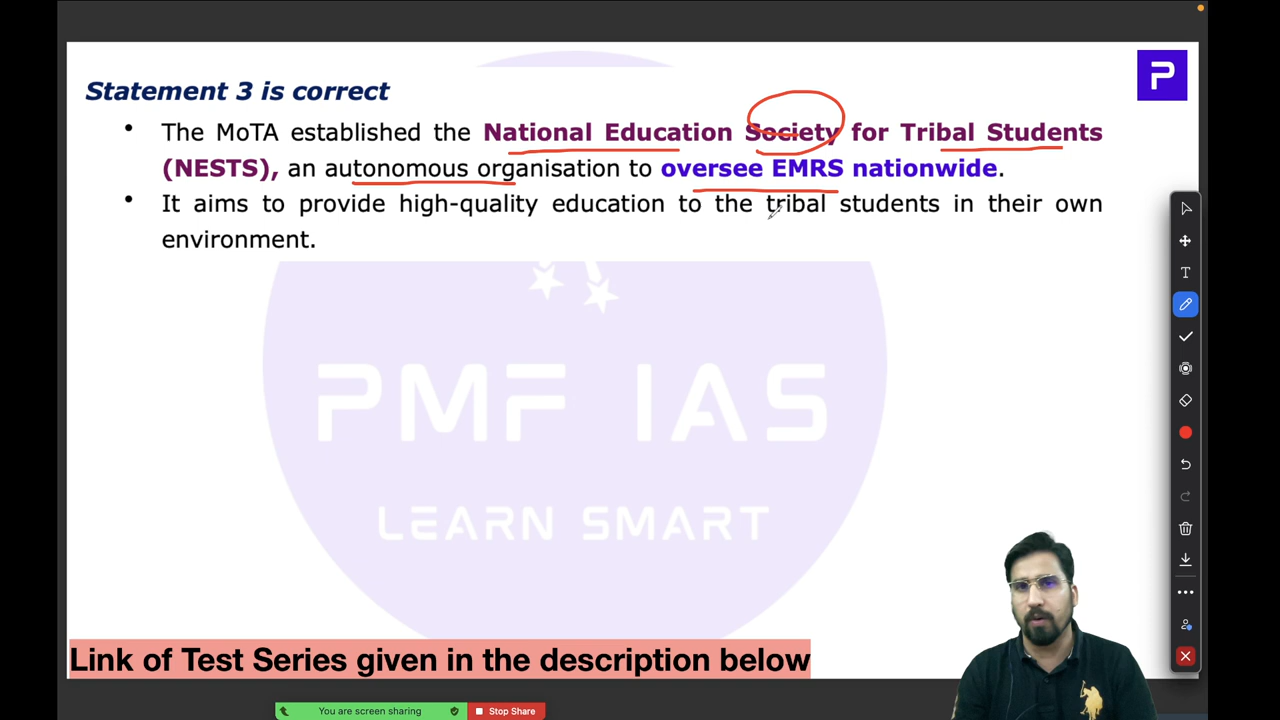 Statement 3 is correct
P
• The MoTA established the National Education Society for Tribal Students
(NESTS), an autonomous organisation to oversee EMRS nationwide.
• It aims to provide high-quality education to the tribal students in their own
environment.
PMF IAS
LEARN SMART
T
Link of Test Series given in the description below
You are screen sharing
Stop Share